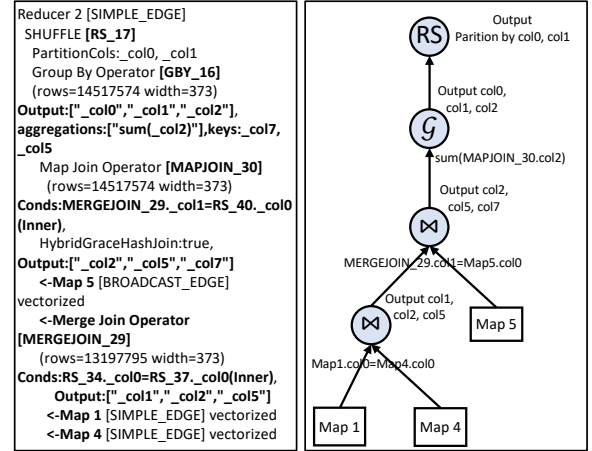 Reducer 2 [SIMPLE_EDGE]
SHUFFLE [RS_17]
PartitionCols:_col0, _col1
Group By Operator [GBY_16]
(rows=14517574 width=373)
Output:["_col0","_col1","_col2"],
aggregations:["sum(_col2)"],keys:_col7,
_col5
Map Join Operator [MAPJOIN_30]
(rows=14517574 width=373)
Conds:MERGEJOIN_29._col1=RS_40._col0
(Inner),
HybridGraceHashJoin:true,
Output:["_col2","_col5","_col7"]
<-Map 5 [BROADCAST_EDGE]
vectorized
<-Merge Join Operator
[MERGEJOIN_29]
(rows=13197795 width=373)
Conds:RS_34._col0=RS_37._col0(Inner),
Output:["_col1","_col2","_col5"]
<-Map 1 [SIMPLE_EDGE] vectorized
<-Map 4 [SIMPLE_EDGE] vectorized
Output
Parition by col0, col1
RS
Output col0,
col1, col2
G
sum(MAPJOIN_30.col2)
Output col2,
col5, col7
⋈
MERGEJOIN_29.col1=Map5.col0
Output col1,
col2, col5
⋈
Map 5
Map1.col0=Map4.col0
Map 1
Map 4